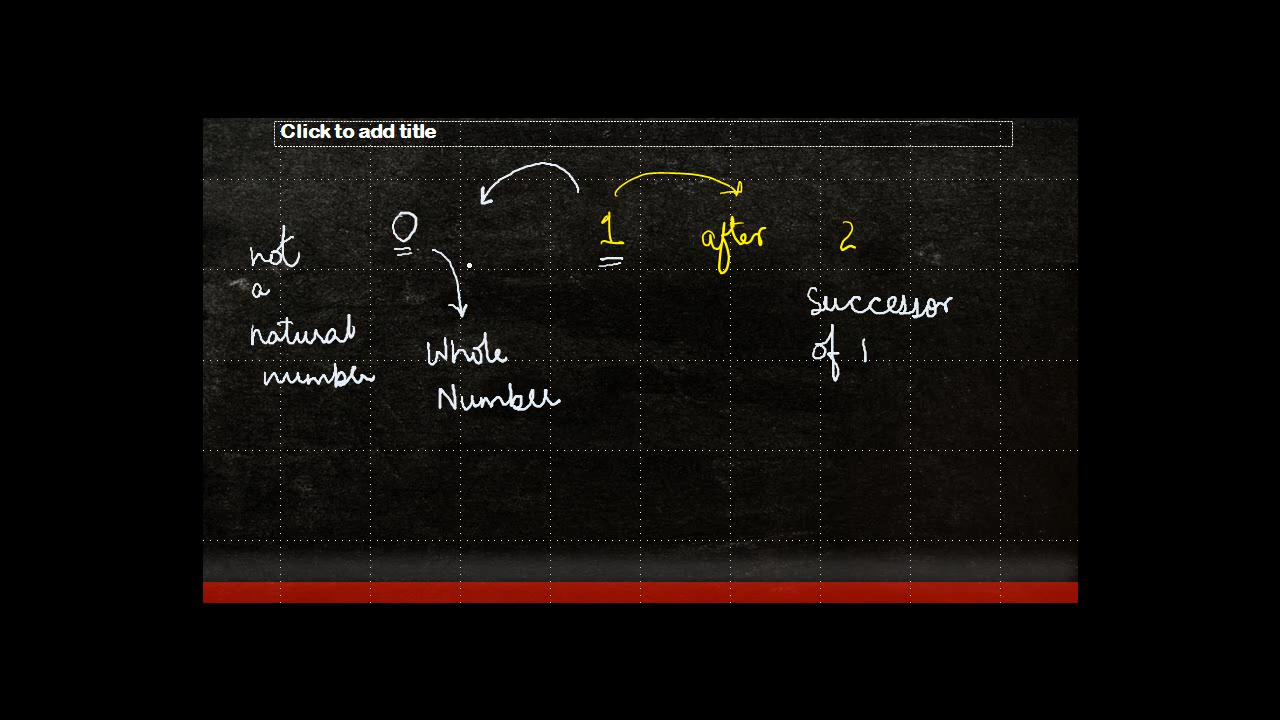 Click to add title
0 1 after 2
not
a
natural
number
Whole
Number
Successor
of 1